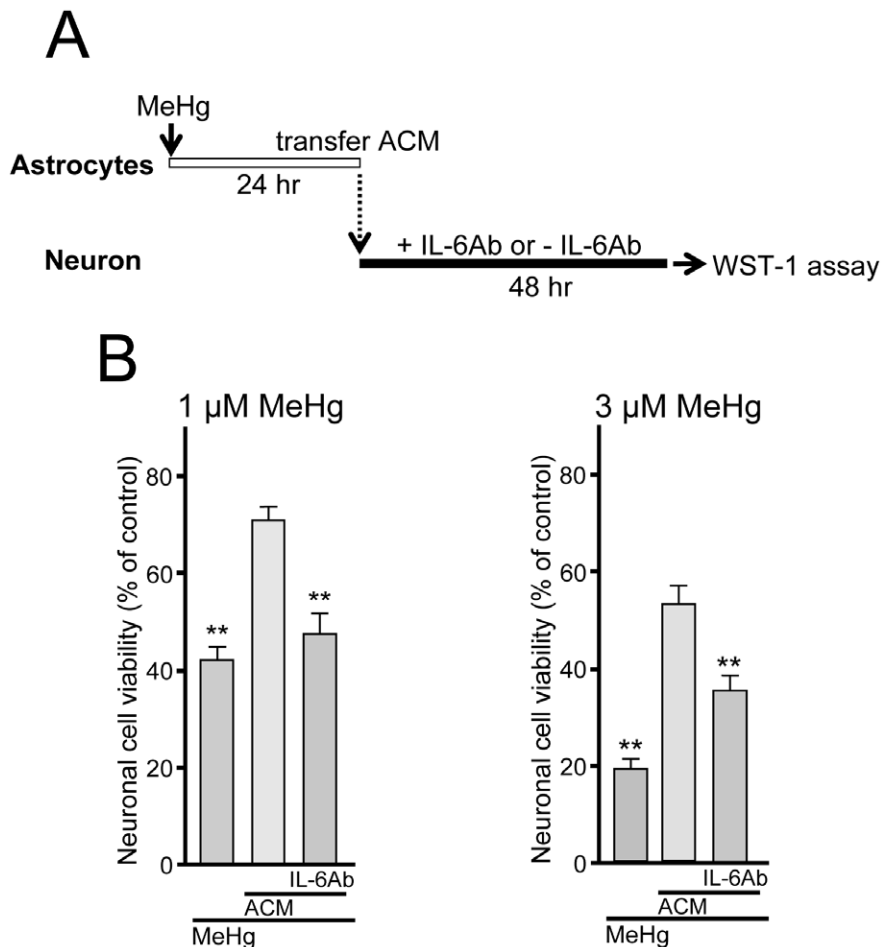 A
MeHg
transfer ACM
Astrocytes
24 hr
+ IL-6Ab or - IL-6Ab
Neuron
WST-1 assay
48 hr
B
1 µM MeHg
Neuronal cell viability (% of control)
80
60
40
20
0
**
**
IL-6Ab
ACM
MeHg
3 µM MeHg
Neuronal cell viability (% of control)
80
60
40
20
0
**
**
IL-6Ab
ACM
MeHg